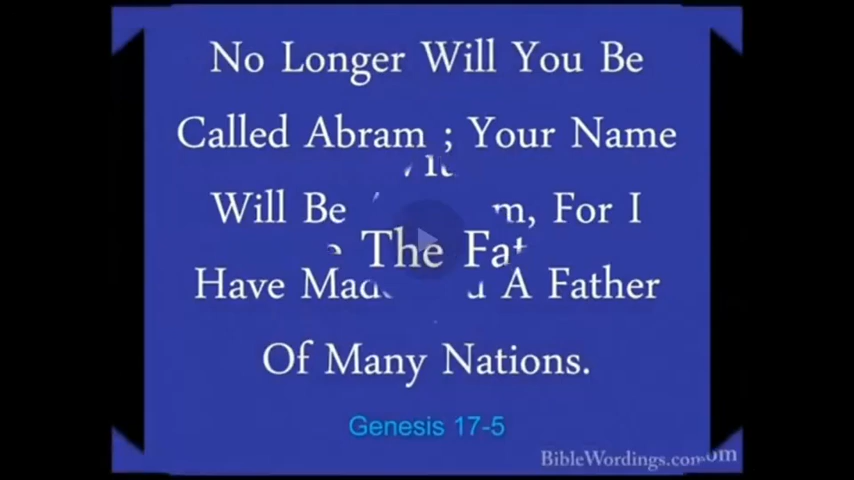 No Longer Will You Be
Called Abram ; Your Name
Will Be m, For I
The Fat
Have Mad A Father
Of Many Nations.
Genesis 17-5
BibleWordings.com